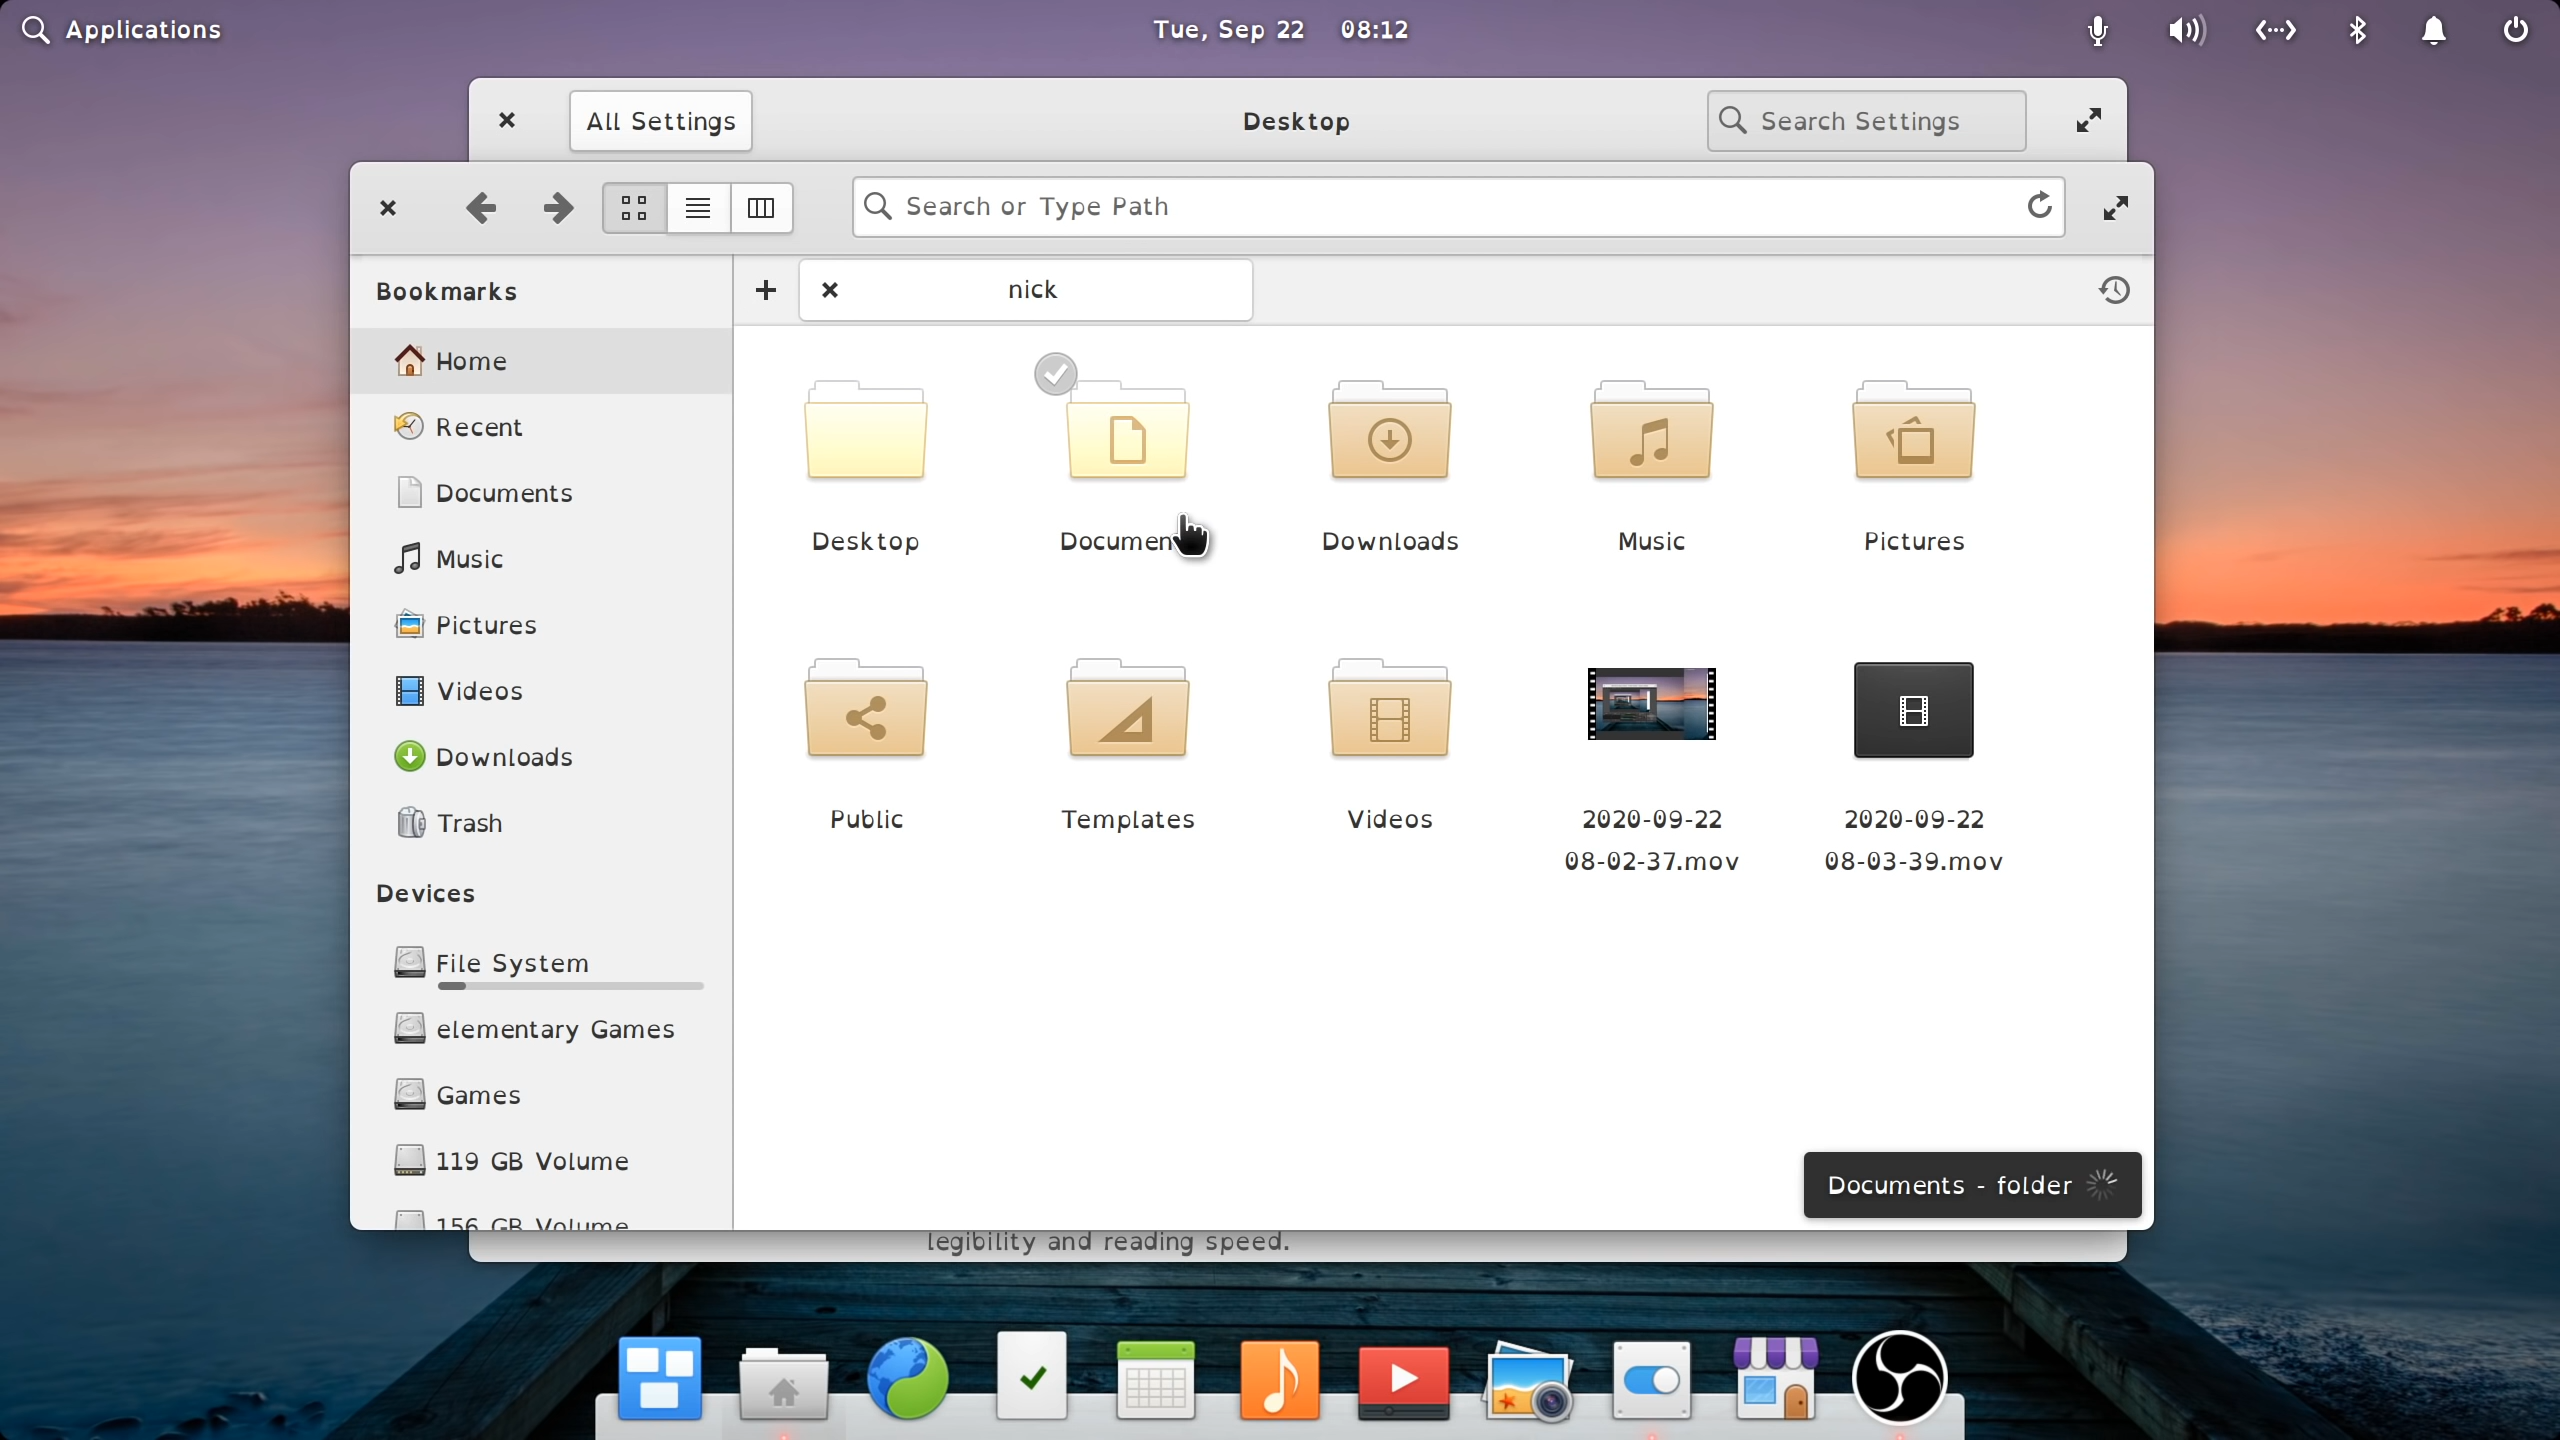 Applications
Tue, Sep 22 08:12
All Settings
Desktop
Search Settings
Search or Type Path
Bookmarks
nick
Home
Recent
Documents
Music
Pictures
Videos
Downloads
Trash
Devices
File System
elementary Games
Games
119 GB Volume
156 GB Volume
Desktop
Documen
Downloads
Music
Pictures
Public
Templates
Videos
2020-09-22
08-02-37.mov
2020-09-22
08-03-39.mov
Documents - folder
legibility and reading speed.